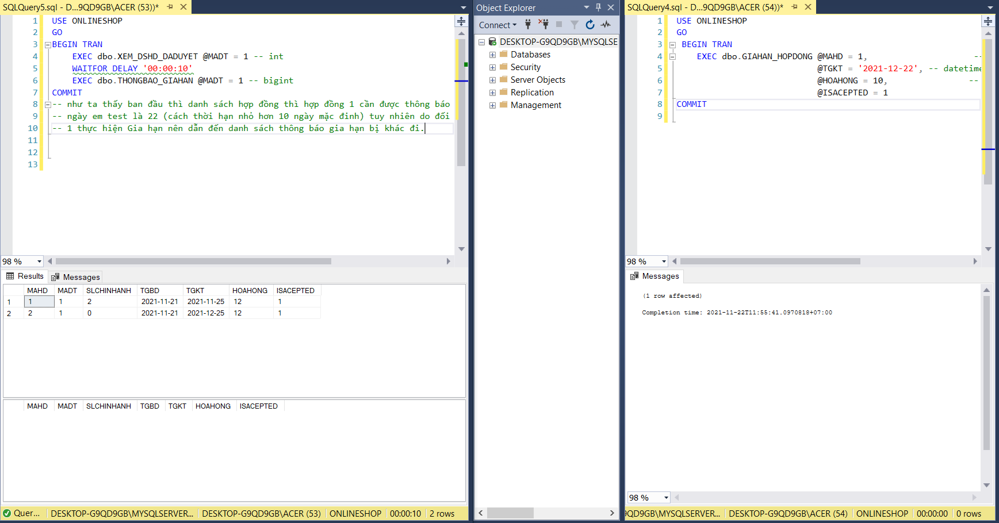 SQLQuery5.sql - D...9QD9GB\ACER (53))*
1 USE ONLINESHOP
2 GO
3 BEGIN TRAN
4 EXEC dbo.XEM_DSHD_DADUYET @MADT = 1 -- int
5 WAITFOR DELAY '00:00:10'
6 EXEC dbo.THONGBAO_GIAHAN @MADT = 1 -- bigint
7 COMMIT
8 -- như ta thấy ban đầu thì danh sách hợp đồng thì hợp đồng 1 cần được thông báo
9 -- ngày em test là 22 (cách thời hạn nhỏ hơn 10 ngày mặc đinh) tuy nhiên do đối
10 -- 1 thực hiện Gia hạn nên dẫn đến danh sách thông báo gia hạn bị khác đi.
11
12
13
98 %
Results Messages
MAHD MADT SLCHINHANH TGBD TGKT HOAHONG ISACEPTED
1 1 1 2 2021-11-21 2021-11-25 12 1
2 2 1 0 2021-11-21 2021-12-25 12 1
MAHD MADT SLCHINHANH TGBD TGKT HOAHONG ISACEPTED
Quer... DESKTOP-G9QD9GB\MYSQLSERVER... DESKTOP-G9QD9GB\ACER (53) ONLINESHOP 00:00:10 2 rows
Object Explorer
Connect
DESKTOP-G9QD9GB\MYSQLSE
Databases
Security
Server Objects
Replication
Management
SQLQuery4.sql - D...9QD9GB\ACER (54))*
1 USE ONLINESHOP
2 GO
3 BEGIN TRAN
4 EXEC dbo.GIAHAN_HOPDONG @MAHD = 1, --
5 @TGKT = '2021-12-22', -- datetime
6 @HOAHONG = 10, --
7 @ISACEPTED = 1
8 COMMIT
9
98 %
Messages
(1 row affected)
Completion time: 2021-11-22T11:55:41.0970818+07:00
98 %
9QD9GB\MYSQLSERVER... DESKTOP-G9QD9GB\ACER (54) ONLINESHOP 00:00:00 0 rows